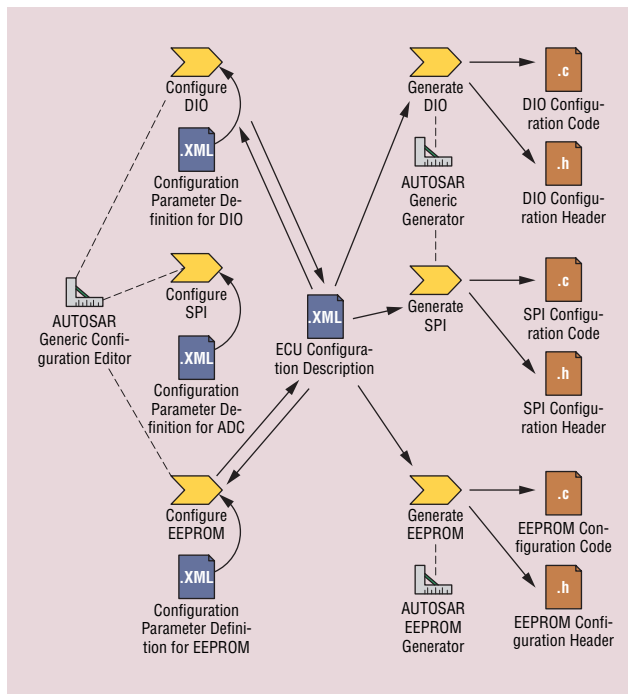 Configure
DIO
.XML
Configuration
Parameter De-
finition for DIO
AUTOSAR
Generic Confi-
guration Editor
Configure
SPI
.XML
Configuration
Parameter De-
finition for ADC
Configure
EEPROM
.XML
Configuration
Parameter Defini-
tion for EEPROM
.XML
ECU Configura-
tion Description
Generate
DIO
AUTOSAR
Generic
Generator
Generate
SPI
Generate
EEPROM
AUTOSAR
EEPROM
Generator
.c
DIO Configu-
ration Code
.h
DIO Configu-
ration Header
.c
SPI Configu-
ration Code
.h
SPI Configu-
ration Header
.c
EEPROM Con-
figuration Code
.h
EEPROM Confi-
guration Header